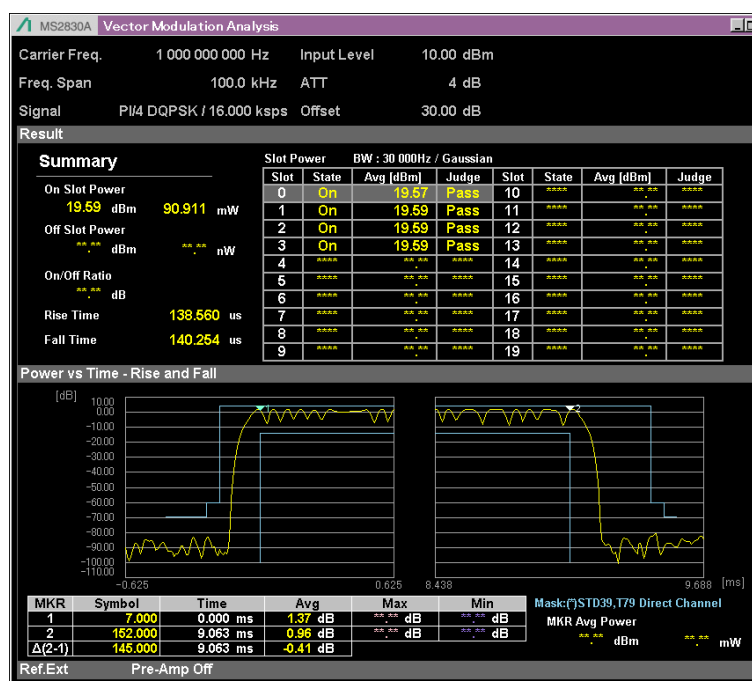 MS2830A Vector Modulation Analysis
Carrier Freq. 1 000 000 000 Hz Input Level 10.00 dBm
Freq. Span 100.0 kHz ATT 4 dB
Signal PI/4 DQPSK / 16.000 ksps Offset 30.00 dB
Result
Summary
On Slot Power
19.59 dBm 90.911 mW
Off Slot Power
**.** dBm **.** nW
On/Off Ratio
**.** dB
Rise Time 138.560 us
Fall Time 140.254 us
Slot Power BW : 30 000Hz / Gaussian
Slot State Avg [dBm] Judge Slot State Avg [dBm] Judge
0 On 19.57 Pass 10 **** **.** ****
1 On 19.59 Pass 11 **** **.** ****
2 On 19.59 Pass 12 **** **.** ****
3 On 19.59 Pass 13 **** **.** ****
4 **** **.** **** 14 **** **.** ****
5 **** **.** **** 15 **** **.** ****
6 **** **.** **** 16 **** **.** ****
7 **** **.** **** 17 **** **.** ****
8 **** **.** **** 18 **** **.** ****
9 **** **.** **** 19 **** **.** ****
Power vs Time - Rise and Fall
[dB]
10.00
0.00
-10.00
-20.00
-30.00
-40.00
-50.00
-60.00
-70.00
-80.00
-90.00
-100.00
-110.00
1
2
-0.625 0.625 8.438 9.688 [ms]
MKR Symbol Time Avg Max Min
1 7.000 0.000 ms 1.37 dB **.** dB **.** dB
2 152.000 9.063 ms 0.96 dB **.** dB **.** dB
Δ(2-1) 145.000 9.063 ms -0.41 dB
Mask:(*)STD39,T79 Direct Channel
MKR Avg Power
**.** dBm **.** mW
Ref.Ext Pre-Amp Off